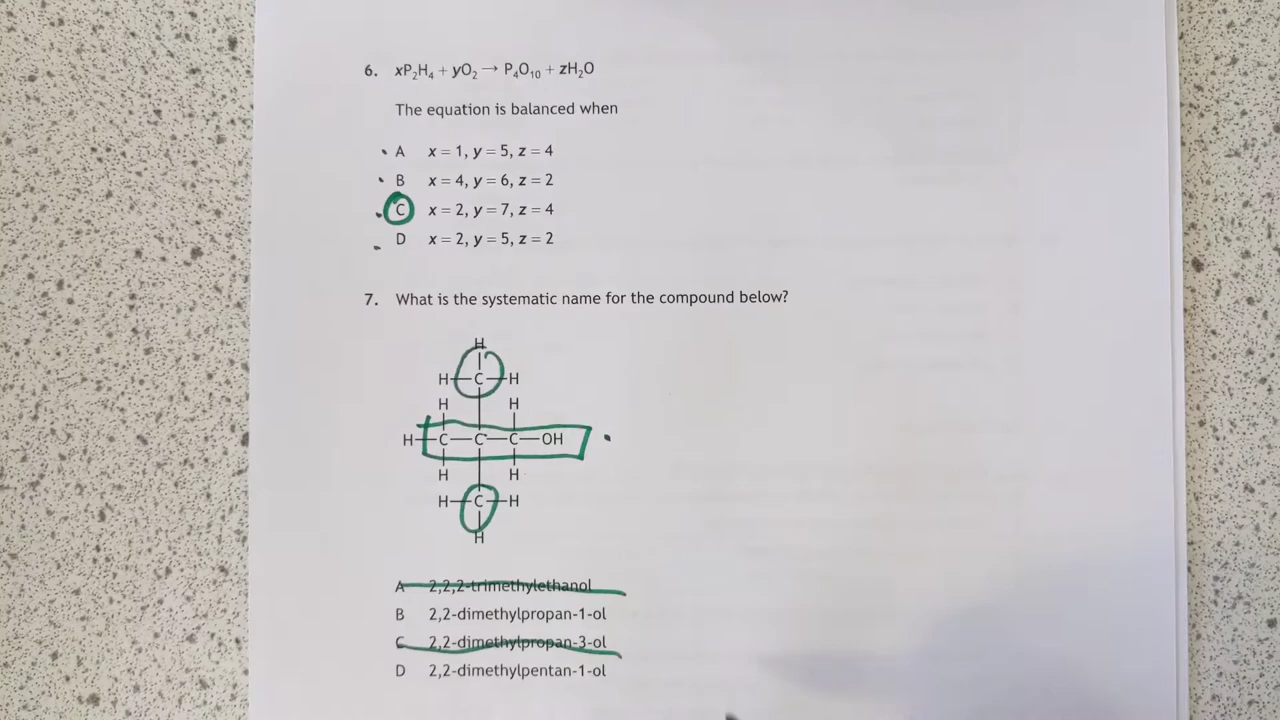 6. xP₂H₄ + yO₂ → P₄O₁₀ + zH₂O
The equation is balanced when
A x = 1, y = 5, z = 4
B x = 4, y = 6, z = 2
C x = 2, y = 7, z = 4
D x = 2, y = 5, z = 2
7. What is the systematic name for the compound below?
H
H—C—H
H H
H—C—C—C—OH
H H
H—C—H
H
A 2,2,2-trimethylethanol
B 2,2-dimethylpropan-1-ol
C 2,2-dimethylpropan-3-ol
D 2,2-dimethylpentan-1-ol